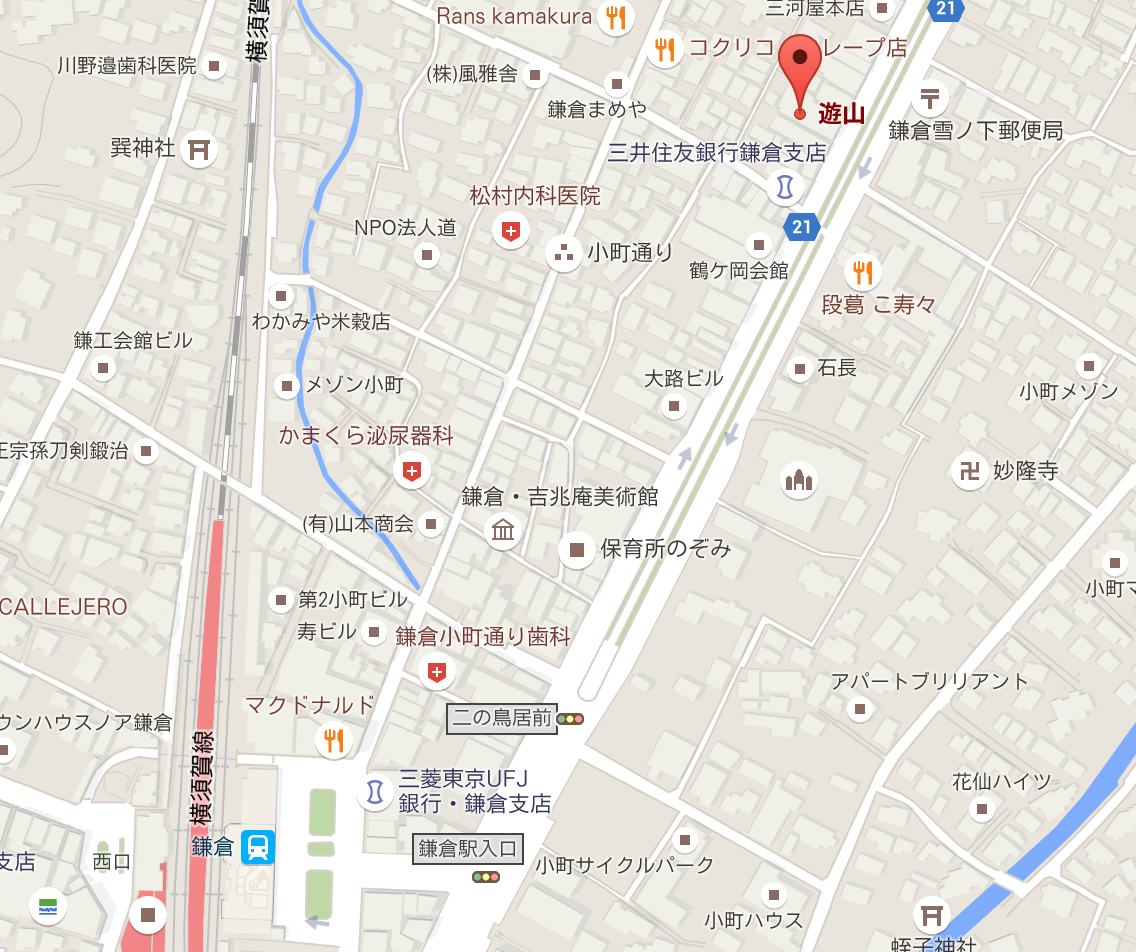 横須賀
Rans kamakura
三河屋本店
21
コクリコ
レープ店
川野邉歯科医院
(株)風雅舎
鎌倉まめや
遊山
鎌倉雪ノ下郵便局
巽神社
三井住友銀行鎌倉支店
松村内科医院
NPO法人道
小町通り
21
鶴ケ岡会館
段葛 こ寿々
わかみや米穀店
鎌工会館ビル
メゾン小町
大路ビル
石長
小町メゾン
かまくら泌尿器科
正宗孫刀剣鍛治
妙隆寺
鎌倉・吉兆庵美術館
(有)山本商会
保育所のぞみ
小町マ
CALLEJERO
第2小町ビル
寿ビル
鎌倉小町通り歯科
アパートブリリアント
マクドナルド
二の鳥居前
ウンハウスノア鎌倉
横須賀線
三菱東京UFJ
銀行・鎌倉支店
花仙ハイツ
鎌倉
鎌倉駅入口
支店
西口
小町サイクルパーク
小町ハウス
蛭子神社